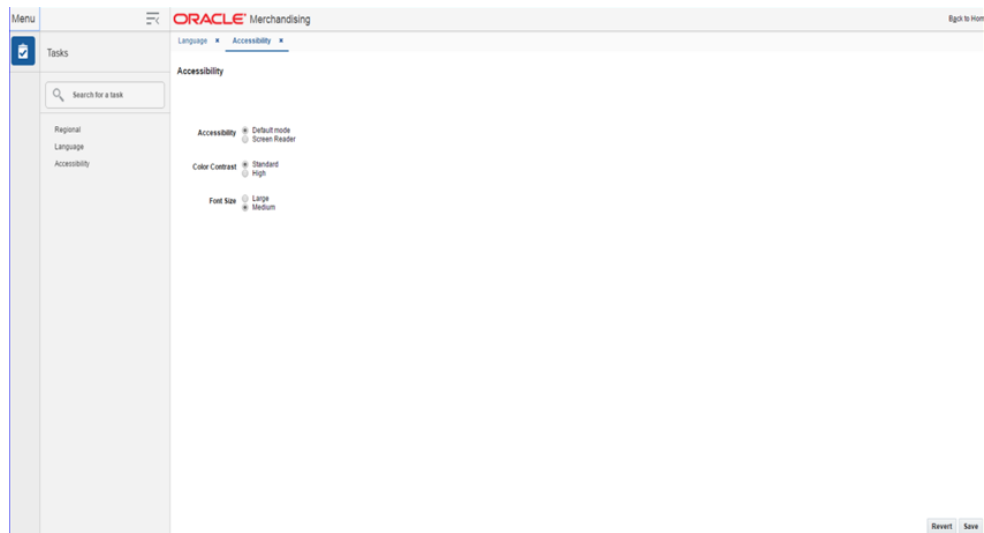 Menu
ORACLE® Merchandising
Back to Hom
Language ×
Accessibility ×
Tasks
Search for a task
Regional
Language
Accessibility
Accessibility
Accessibility
Default mode
Screen Reader
Color Contrast
Standard
High
Font Size
Large
Medium
Revert
Save